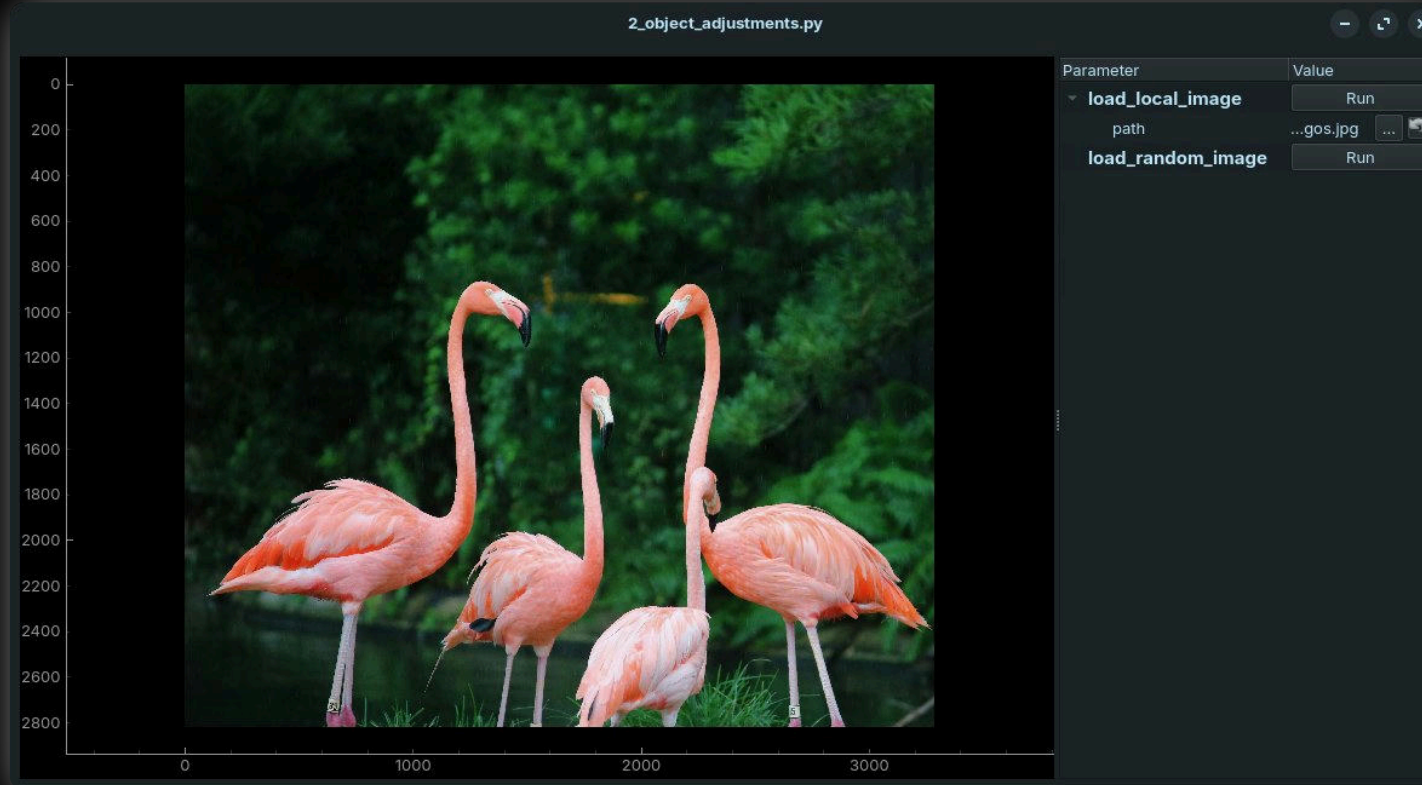 2_object_adjustments.py
Parameter Value
load_local_image Run
path ...gos.jpg ...
load_random_image Run
0
200
400
600
800
1000
1200
1400
1600
1800
2000
2200
2400
2600
2800
0 1000 2000 3000